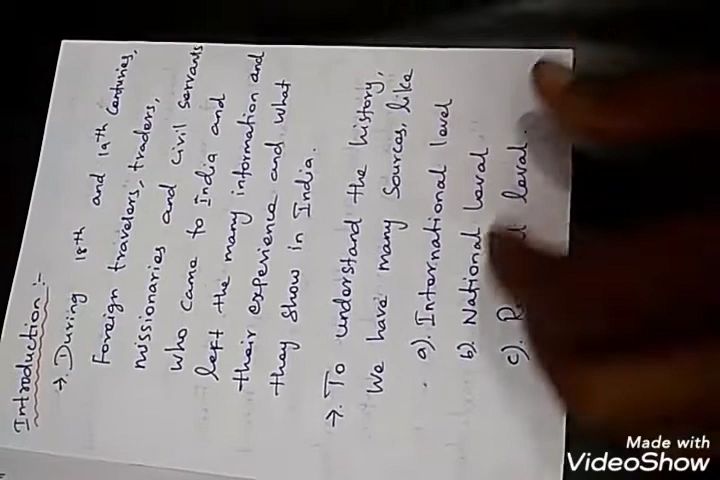 Introduction :-
→ During 18th and 19th Centuries,
Foreign travelers, traders,
missionaries and civil servants
who came to India and
left the many information and
their experience and what
they show in India.
→ To understand the history,
We have many Sources, like
a). International level
b). National Level
c). level.
Made with
VideoShow